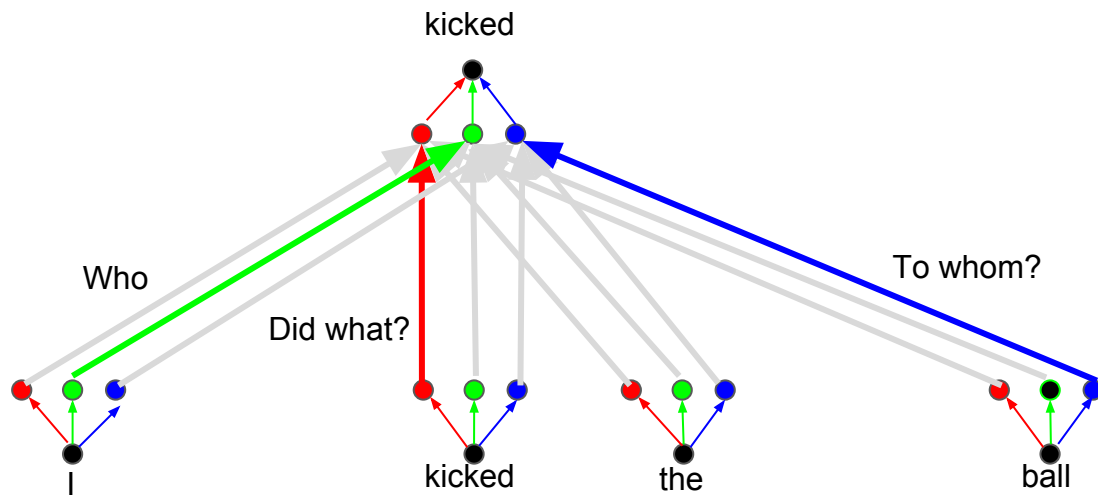 kicked
Who
To whom?
Did what?
I
kicked
the
ball